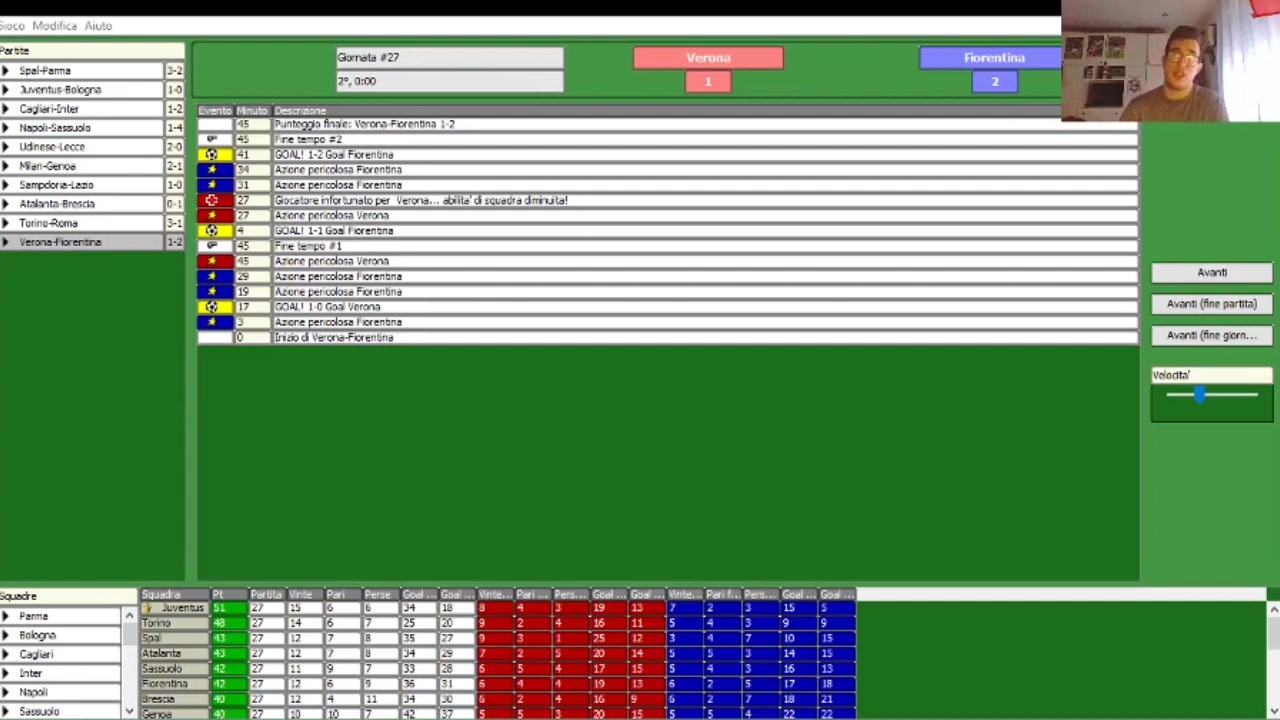 Gioco Modifica Aiuto
Partite
Spal-Parma 3-2
Juventus-Bologna 1-0
Cagliari-Inter 1-2
Napoli-Sassuolo 1-4
Udinese-Lecce 2-0
Milan-Genoa 2-1
Sampdoria-Lazio 1-0
Atalanta-Brescia 0-1
Torino-Roma 3-1
Verona-Fiorentina 1-2
Giornata #27
2°, 0:00
Verona
1
Fiorentina
2
Evento Minuto Descrizione
45 Punteggio finale: Verona-Fiorentina 1-2
45 Fine tempo #2
41 GOAL! 1-2 Goal Fiorentina
34 Azione pericolosa Fiorentina
31 Azione pericolosa Fiorentina
27 Giocatore infortunato per Verona... abilita' di squadra diminuita!
27 Azione pericolosa Verona
4 GOAL! 1-1 Goal Fiorentina
45 Fine tempo #1
45 Azione pericolosa Verona
29 Azione pericolosa Fiorentina
19 Azione pericolosa Fiorentina
17 GOAL! 1-0 Goal Verona
3 Azione pericolosa Fiorentina
0 Inizio di Verona-Fiorentina
Avanti
Avanti (fine partita)
Avanti (fine giorn...
Velocita'
Squadre
Parma
Bologna
Cagliari
Inter
Napoli
Sassuolo
Squadra Pt Partita Vinte Pari Perse Goal ... Goal ... Vinte... Pari ... Pers... Goal ... Goal ... Vinte... Pari f... Pers... Goal ... Goal ...
Juventus 51 27 15 6 6 34 18 8 4 3 19 13 7 2 3 15 5
Torino 48 27 14 6 7 25 20 9 2 4 16 11 5 4 3 9 9
Spal 43 27 12 7 8 35 27 9 3 1 25 12 3 4 7 10 15
Atalanta 43 27 12 7 8 34 29 7 2 5 20 14 5 5 3 14 15
Sassuolo 42 27 11 9 7 33 28 6 5 4 17 15 5 4 3 16 13
Fiorentina 42 27 12 6 9 36 31 6 4 4 19 13 6 2 5 17 18
Brescia 40 27 12 4 11 34 30 6 2 4 16 9 6 2 7 18 21
Genoa 40 27 10 10 7 42 37 5 5 3 20 15 5 5 4 22 22